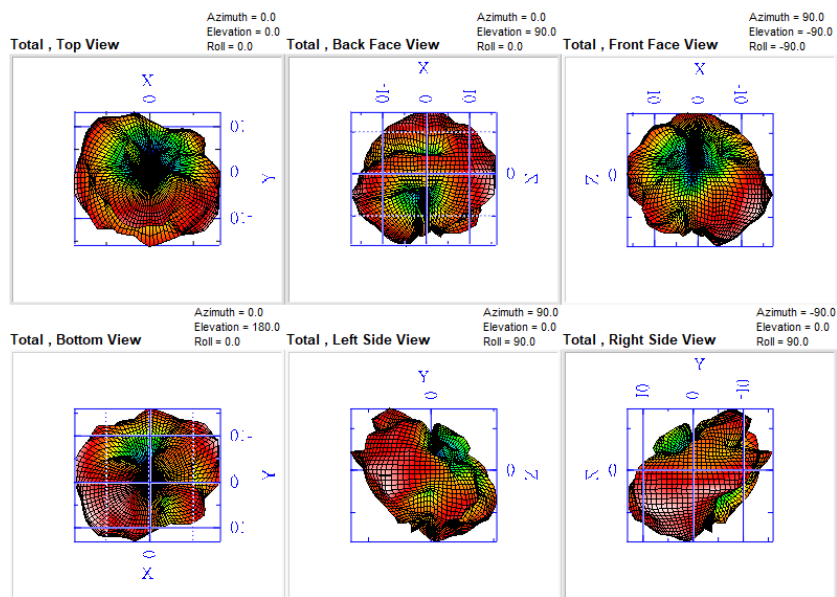 Azimuth = 0.0
Elevation = 0.0
Roll = 0.0
Total , Top View
X
0
10
0
Y
Azimuth = 0.0
Elevation = 90.0
Roll = 0.0
Total , Back Face View
X
-10
0
10
0
Z
Azimuth = 90.0
Elevation = -90.0
Roll = -90.0
Total , Front Face View
X
10
0
-10
Z
0
Azimuth = 0.0
Elevation = 180.0
Roll = 0.0
Total , Bottom View
0
Y
0
X
Azimuth = 90.0
Elevation = 0.0
Roll = 90.0
Total , Left Side View
Y
0
0
Z
Azimuth = -90.0
Elevation = 0.0
Roll = 90.0
Total , Right Side View
Y
10
0
-10
Z
0